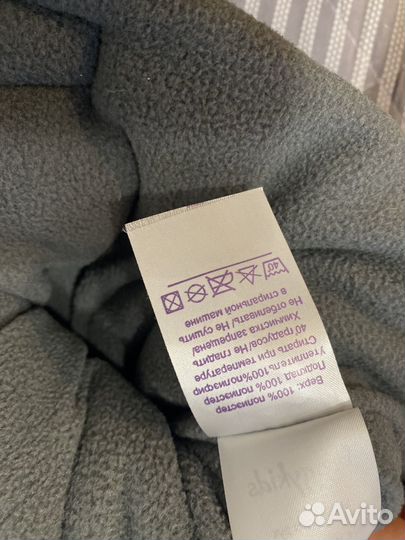 Верх: 100% полиэстер
Подклад 100% полиэстер
Утеплитель:100%полиэфир
Стирать при температуре
40 градусов/Не гладить
Химчистка запрещена/
Не отбеливать/ Не сушить
в стиральной машине
40°
Avito